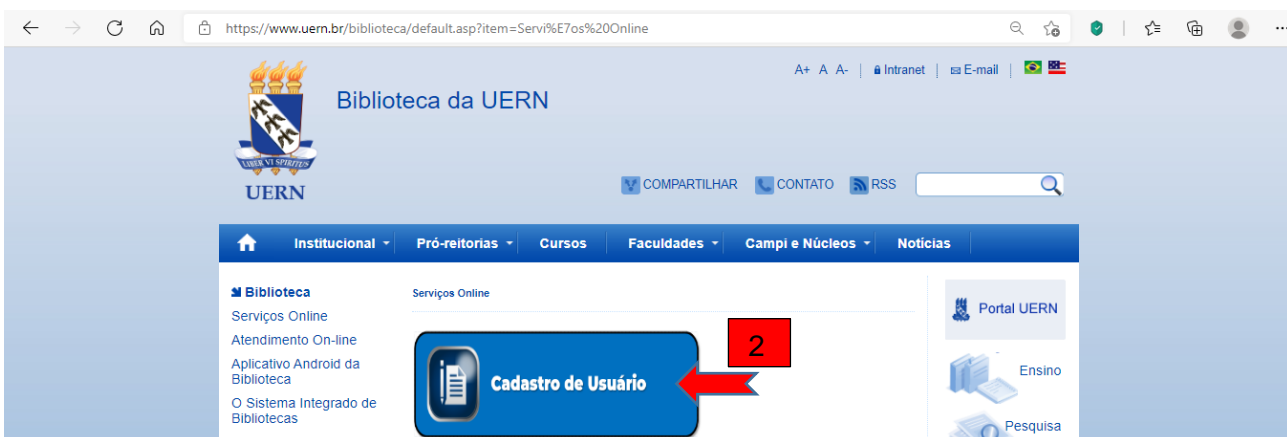 https://www.uern.br/biblioteca/default.asp?item=Servi%E7os%20Online
A+ A A- | Intranet | E-mail |
Biblioteca da UERN
LIBER VT SPIRITUS
UERN
COMPARTILHAR CONTATO RSS
Institucional Pró-reitorias Cursos Faculdades Campi e Núcleos Notícias
Biblioteca
Serviços Online
Atendimento On-line
Aplicativo Android da
Biblioteca
O Sistema Integrado de
Bibliotecas
Serviços Online
Cadastro de Usuário
2
Portal UERN
Ensino
Pesquisa